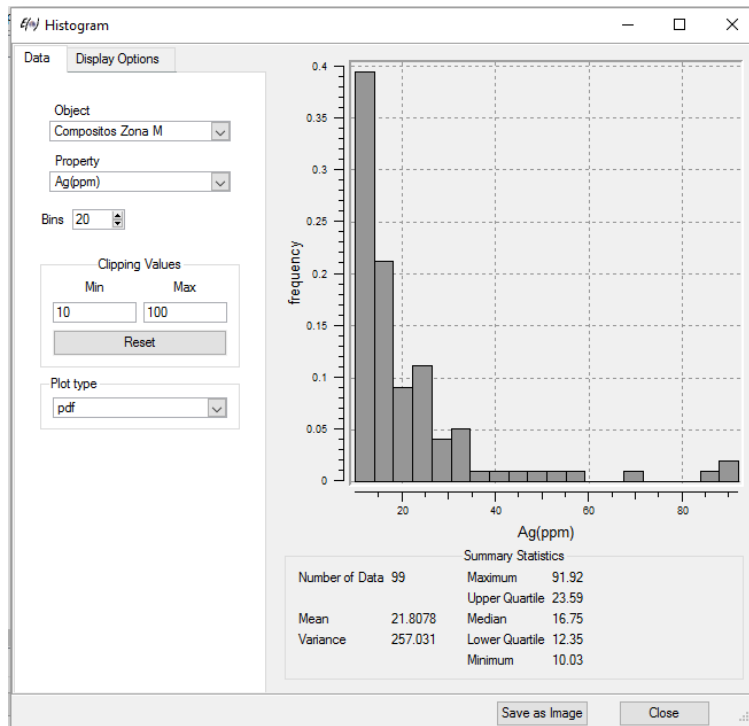 Histogram
Data Display Options
Object
Compositos Zona M
Property
Ag(ppm)
Bins 20
Clipping Values
Min Max
10 100
Reset
Plot type
pdf
0.4
0.35
0.3
0.25
0.2
0.15
0.1
0.05
0
frequency
20 40 60 80
Ag(ppm)
Summary Statistics
Number of Data 99 Maximum 91.92
Upper Quartile 23.59
Mean 21.8078 Median 16.75
Variance 257.031 Lower Quartile 12.35
Minimum 10.03
Save as Image Close